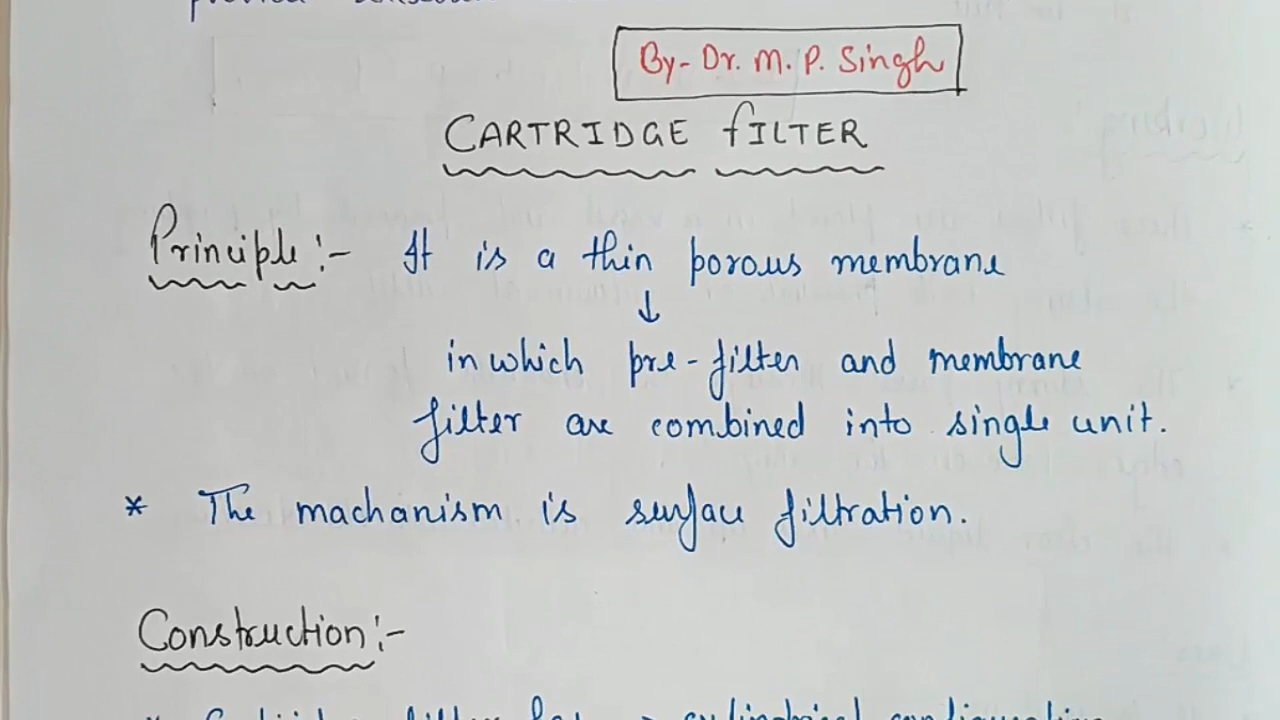 By- Dr. M. P. Singh
CARTRIDGE fILTER
Principle :- It is a thin porous membrane
↓
in which pre-filter and membrane
filter are combined into single unit.
* The machanism is surface filtration.
Construction :-